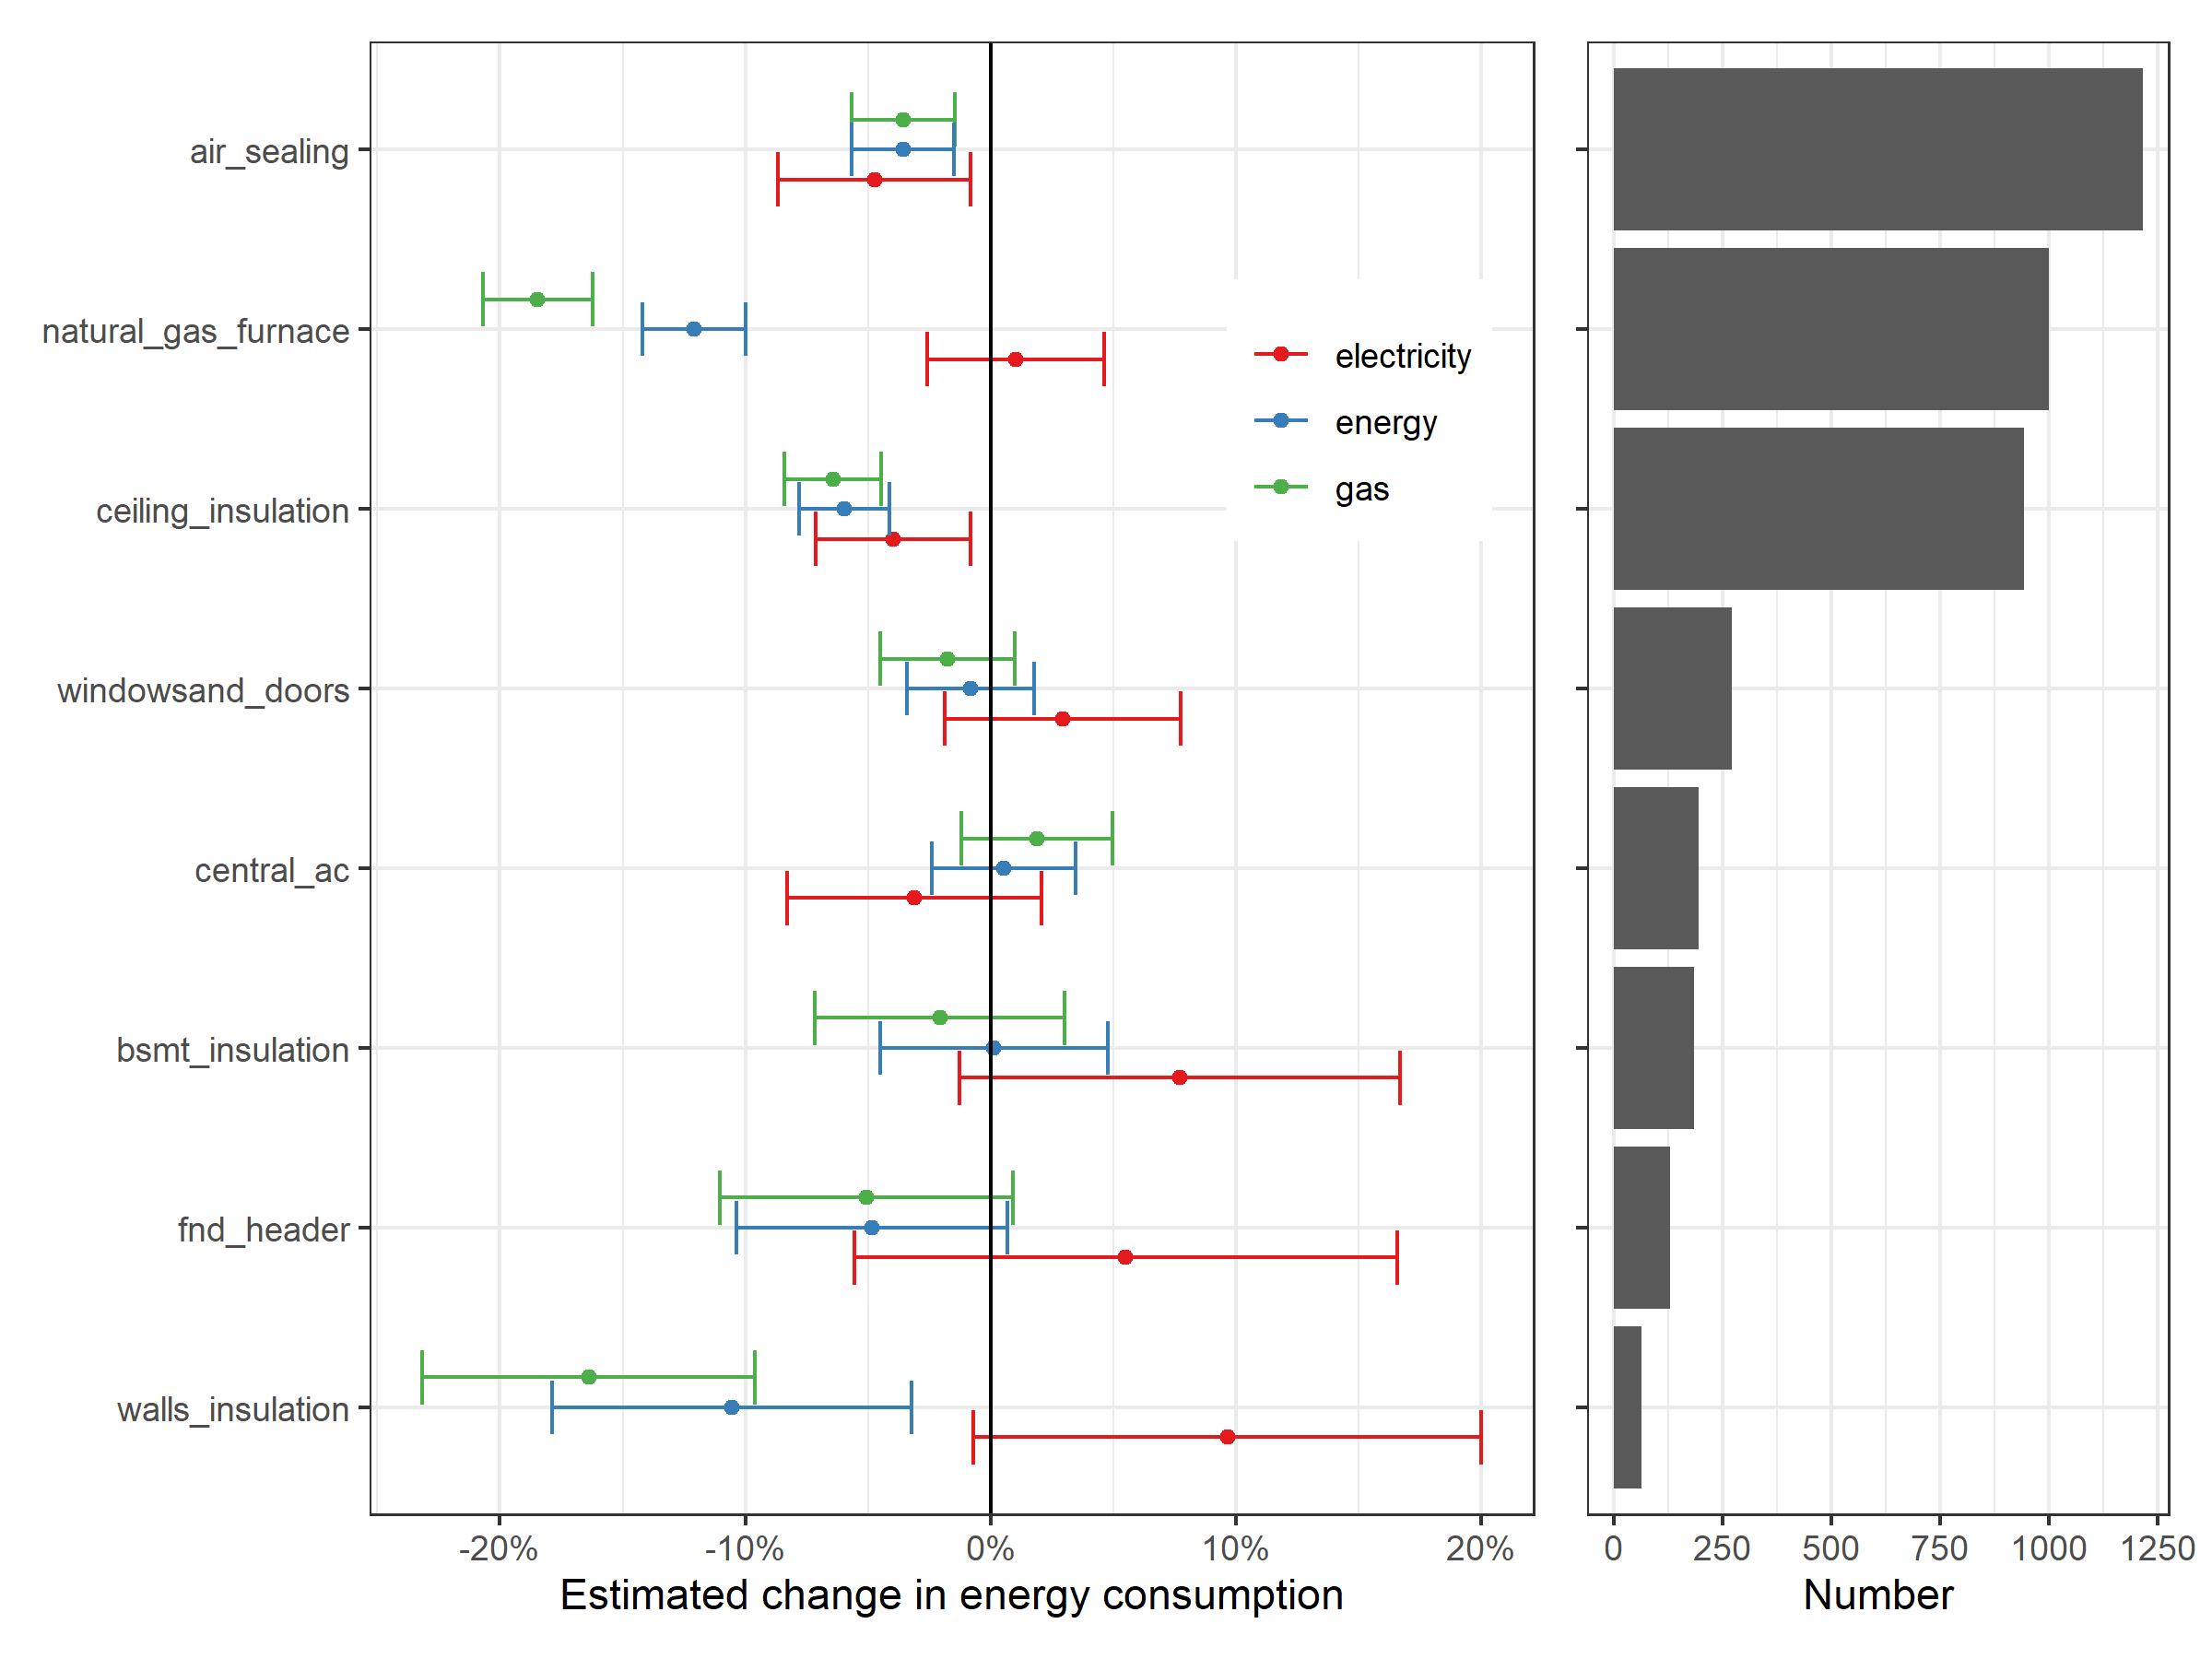 air_sealing
natural_gas_furnace
ceiling_insulation
windowsand_doors
central_ac
bsmt_insulation
fnd_header
walls_insulation
electricity
energy
gas
-20% -10% 0% 10% 20%
Estimated change in energy consumption
0 250 500 750 1000 1250
Number